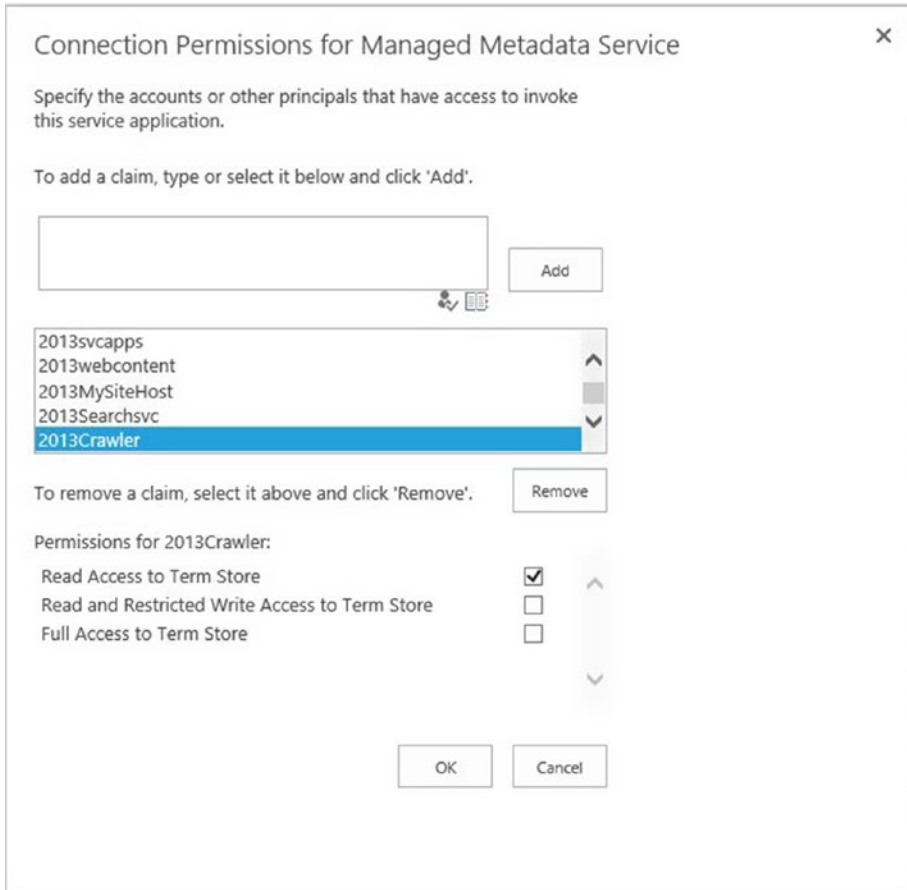 Connection Permissions for Managed Metadata Service
Specify the accounts or other principals that have access to invoke
this service application.
To add a claim, type or select it below and click 'Add'.
Add
2013svcapps
2013webcontent
2013MySiteHost
2013Searchsvc
2013Crawler
To remove a claim, select it above and click 'Remove'.
Remove
Permissions for 2013Crawler:
Read Access to Term Store
Read and Restricted Write Access to Term Store
Full Access to Term Store
OK
Cancel